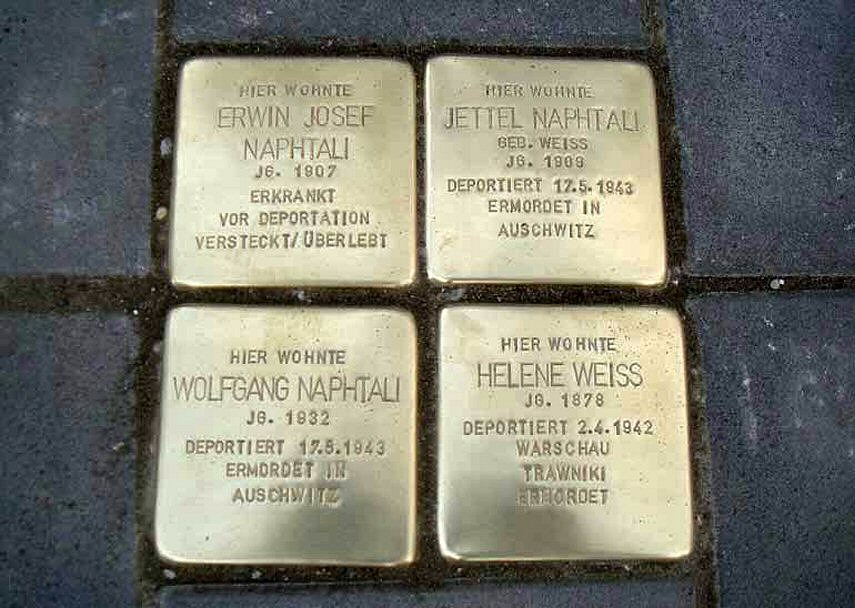 HIER WOHNTE
ERWIN JOSEF
NAPHTALI
JG. 1907
ERKRANKT
VOR DEPORTATION
VERSTECKT/ÜBERLEBT
HIER WOHNTE
JETTEL NAPHTALI
GEB. WEISS
JG. 1909
DEPORTIERT 17.5.1943
ERMORDET IN
AUSCHWITZ
HIER WOHNTE
WOLFGANG NAPHTALI
JG. 1932
DEPORTIERT 17.5.1943
ERMORDET IN
AUSCHWITZ
HIER WOHNTE
HELENE WEISS
JG. 1878
DEPORTIERT 2.4.1942
WARSCHAU
TRAWNIKI
ERMORDET